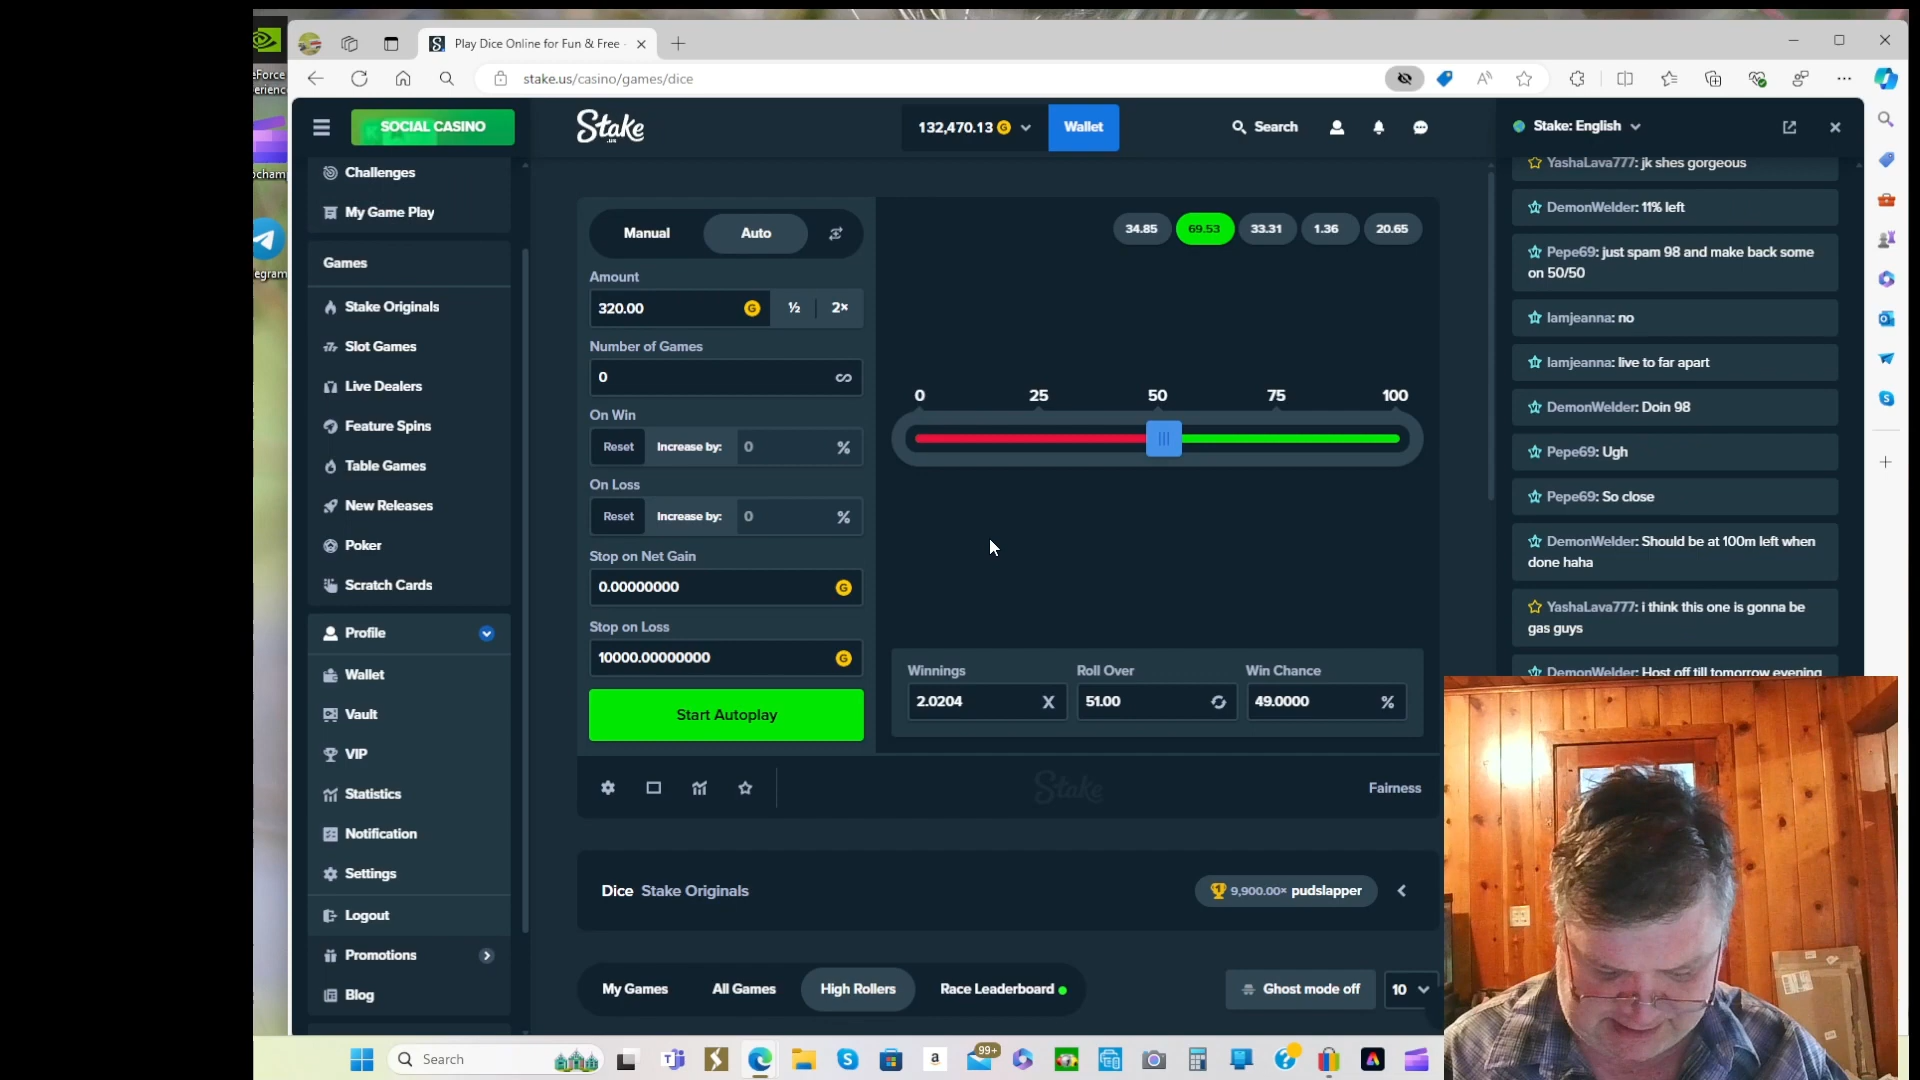 Play Dice Online for Fun & Free
stake.us/casino/games/dice
SOCIAL CASINO
Stake
132,470.13
Wallet
Search
Stake: English
Challenges
My Game Play
Games
Stake Originals
Slot Games
Live Dealers
Feature Spins
Table Games
New Releases
Poker
Scratch Cards
Profile
Wallet
Vault
VIP
Statistics
Notification
Settings
Logout
Promotions
Blog
Manual Auto
Amount
320.00 ½ 2×
Number of Games
0 ∞
On Win
Reset Increase by: 0 %
On Loss
Reset Increase by: 0 %
Stop on Net Gain
0.00000000
Stop on Loss
10000.00000000
Start Autoplay
34.85 69.53 33.31 1.36 20.65
0 25 50 75 100
Winnings Roll Over Win Chance
2.0204 X 51.00 49.0000 %
Stake
Fairness
Dice Stake Originals
9,900.00× pudslapper
My Games All Games High Rollers Race Leaderboard
Ghost mode off 10
YashaLava777: jk shes gorgeous
DemonWelder: 11% left
Pepe69: just spam 98 and make back some
on 50/50
Iamjeanna: no
Iamjeanna: live to far apart
DemonWelder: Doin 98
Pepe69: Ugh
Pepe69: So close
DemonWelder: Should be at 100m left when
done haha
YashaLava777: i think this one is gonna be
gas guys
DemonWelder: Host off till tomorrow evening
Search
99+